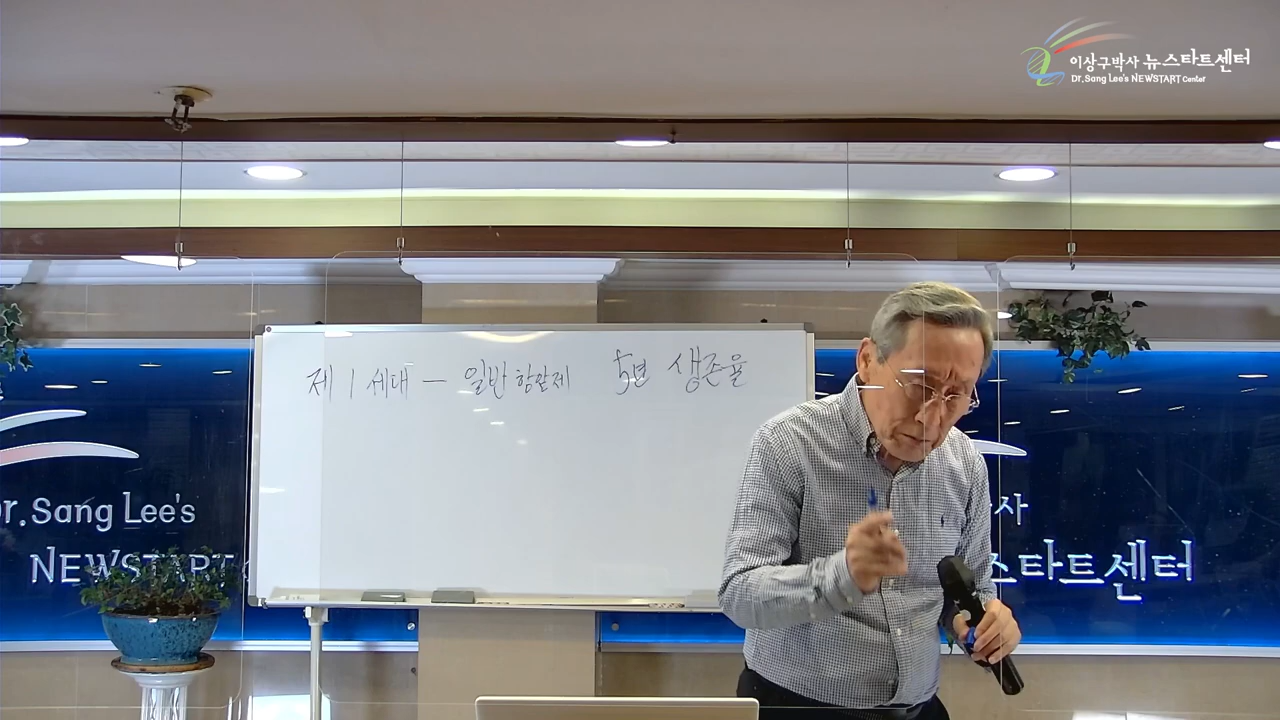 이상구박사 뉴스타트센터
Dr. Sang Lee's NEWSTART Center
제 1 세대 — 일반 항암제 5년 생존율
Dr. Sang Lee's
NEWSTART
사
스타트센터